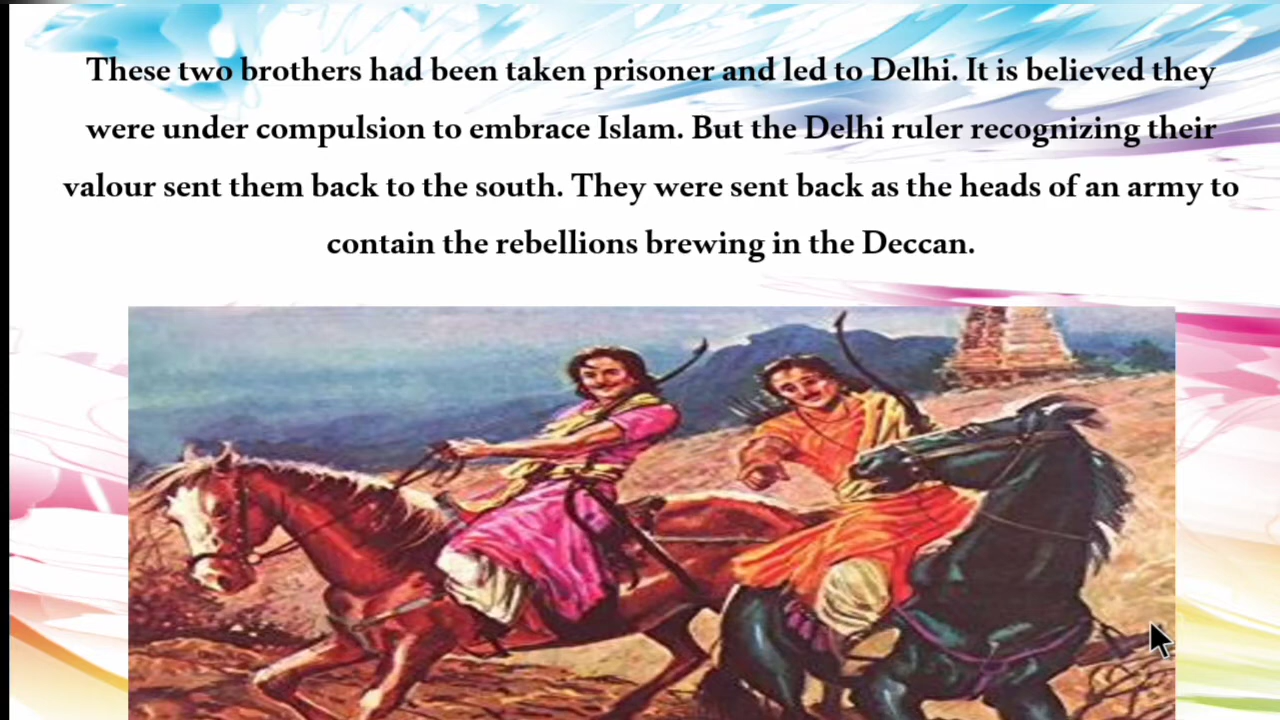 These two brothers had been taken prisoner and led to Delhi. It is believed they
were under compulsion to embrace Islam. But the Delhi ruler recognizing their
valour sent them back to the south. They were sent back as the heads of an army to
contain the rebellions brewing in the Deccan.